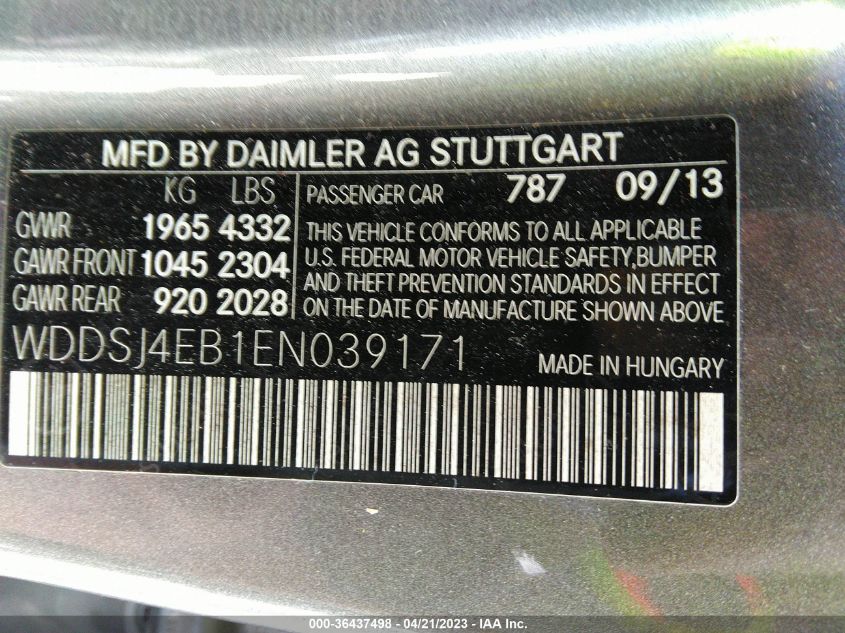 MFD BY DAIMLER AG STUTTGART
KG LBS
GVWR 1965 4332
GAWR FRONT 1045 2304
GAWR REAR 920 2028
PASSENGER CAR 787 09/13
THIS VEHICLE CONFORMS TO ALL APPLICABLE
U.S. FEDERAL MOTOR VEHICLE SAFETY,BUMPER
AND THEFT PREVENTION STANDARDS IN EFFECT
ON THE DATE OF MANUFACTURE SHOWN ABOVE
WDDSJ4EB1EN039171
MADE IN HUNGARY
000-36437498 - 04/21/2023 - IAA Inc.